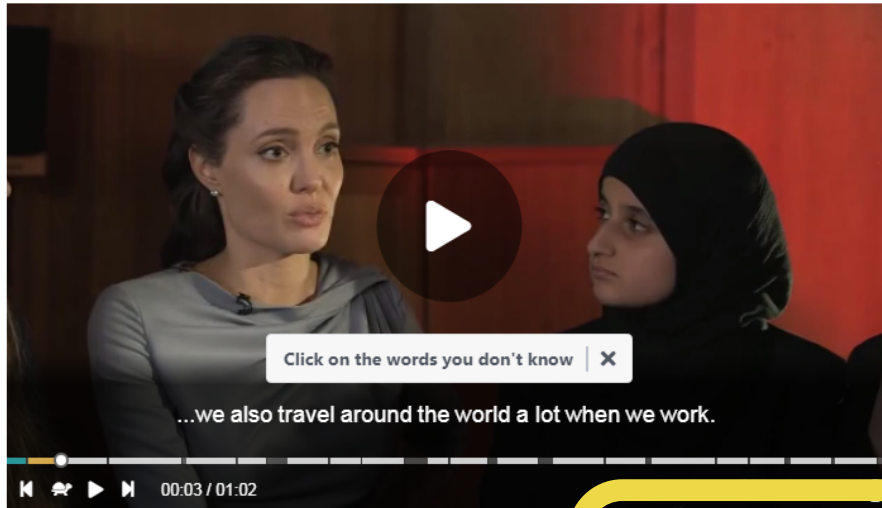 Click on the words you don't know
...we also travel around the world a lot when we work.
00:03 / 01:02